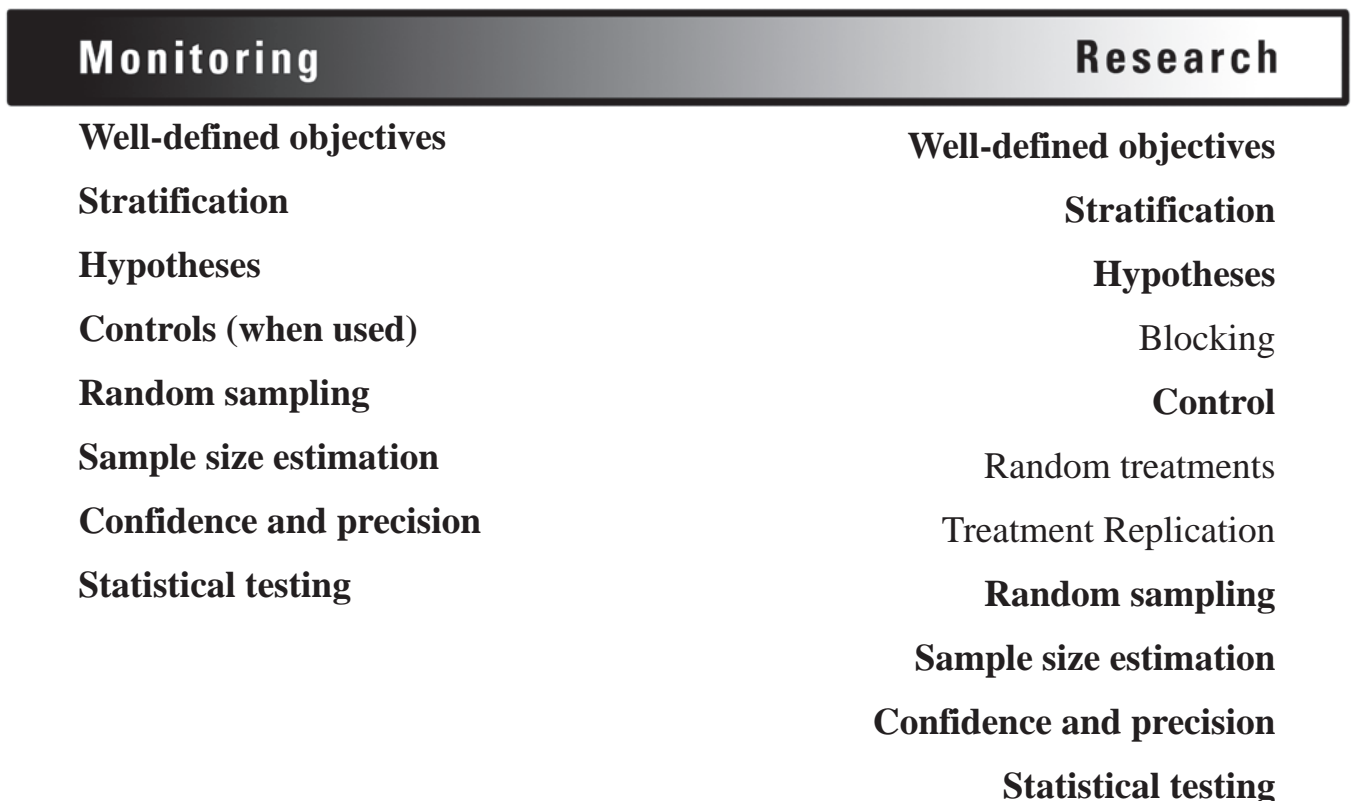 Monitoring
Research
Well-defined objectives
Stratification
Hypotheses
Controls (when used)
Random sampling
Sample size estimation
Confidence and precision
Statistical testing
Well-defined objectives
Stratification
Hypotheses
Blocking
Control
Random treatments
Treatment Replication
Random sampling
Sample size estimation
Confidence and precision
Statistical testing